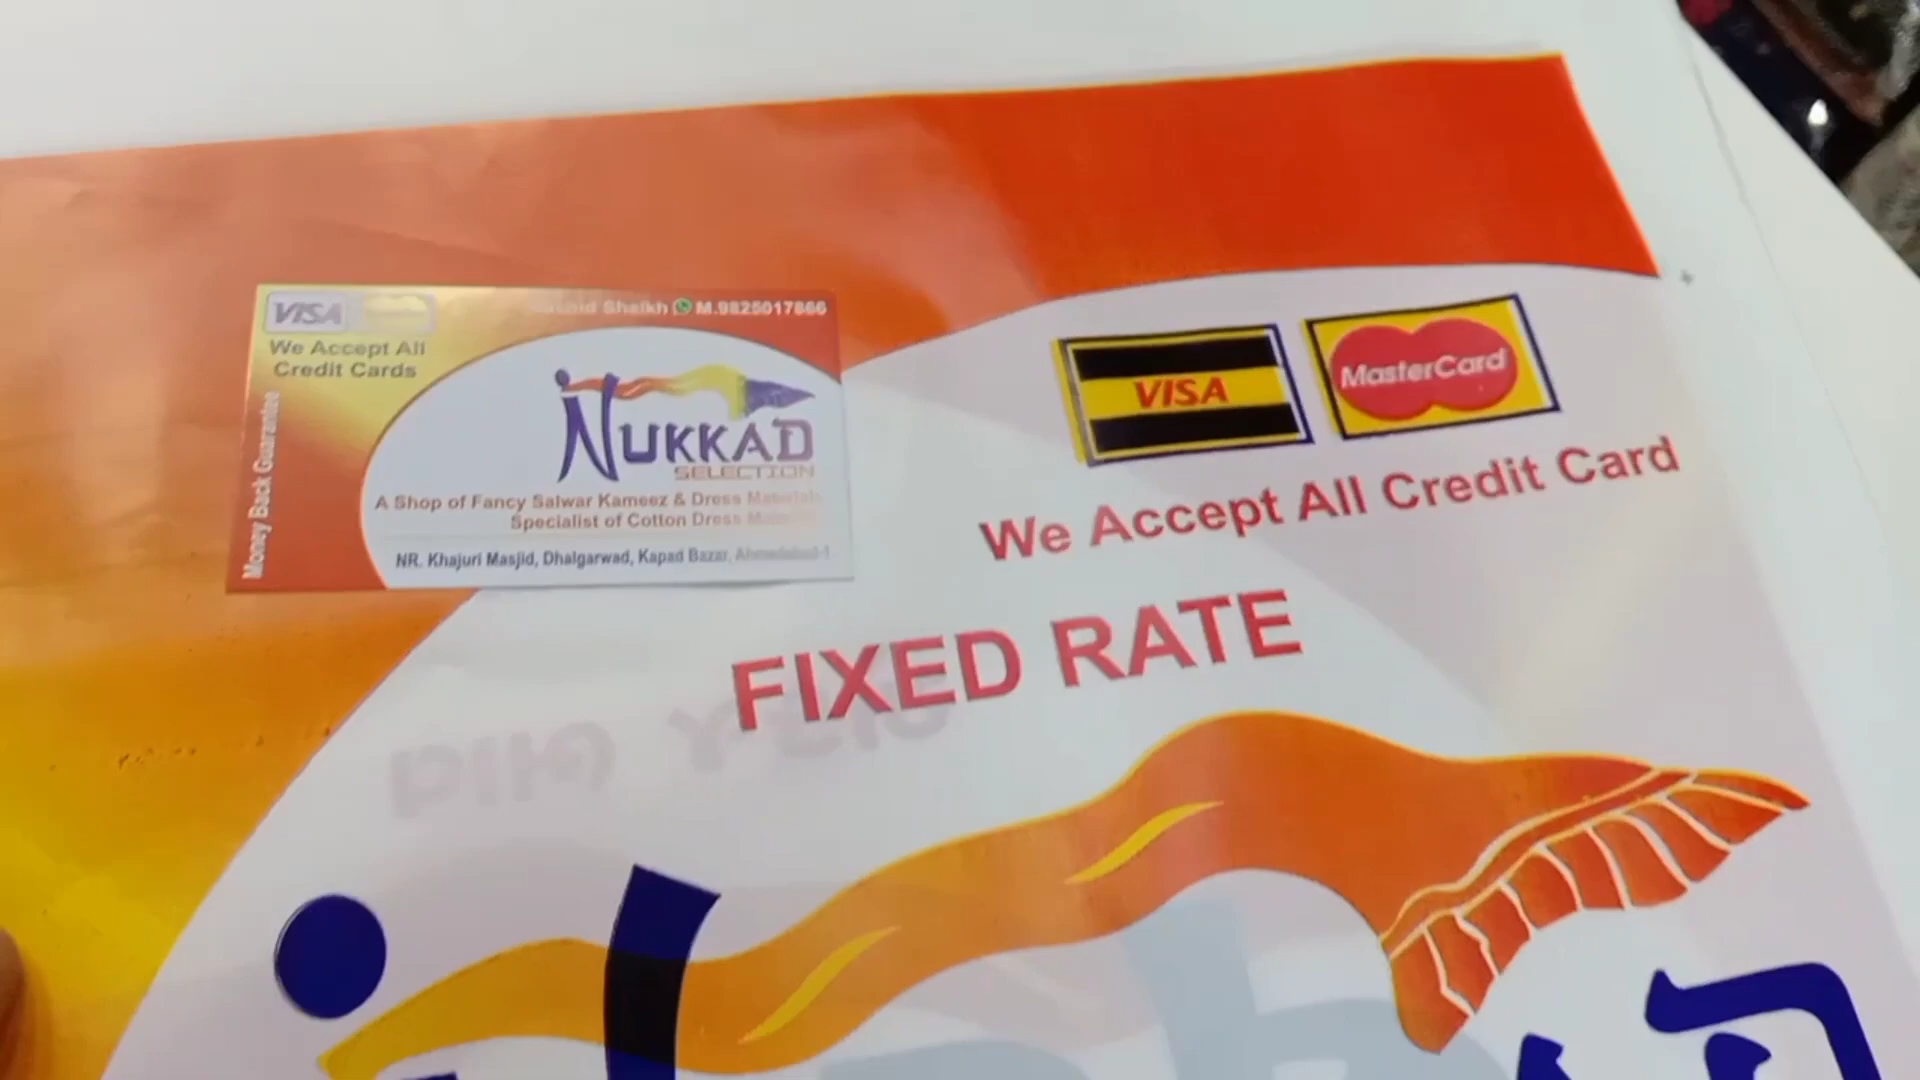 VISA
Shaikh M.9825017866
We Accept All
Credit Cards
Money Back Guarantee
NUKKAD
SELECTION
A Shop of Fancy Salwar Kameez & Dress Materials
Specialist of Cotton Dress
NR. Khajuri Masjid, Dhalgarwad, Kapad Bazar, Ahmedabad-1
VISA
MasterCard
We Accept All Credit Card
FIXED RATE